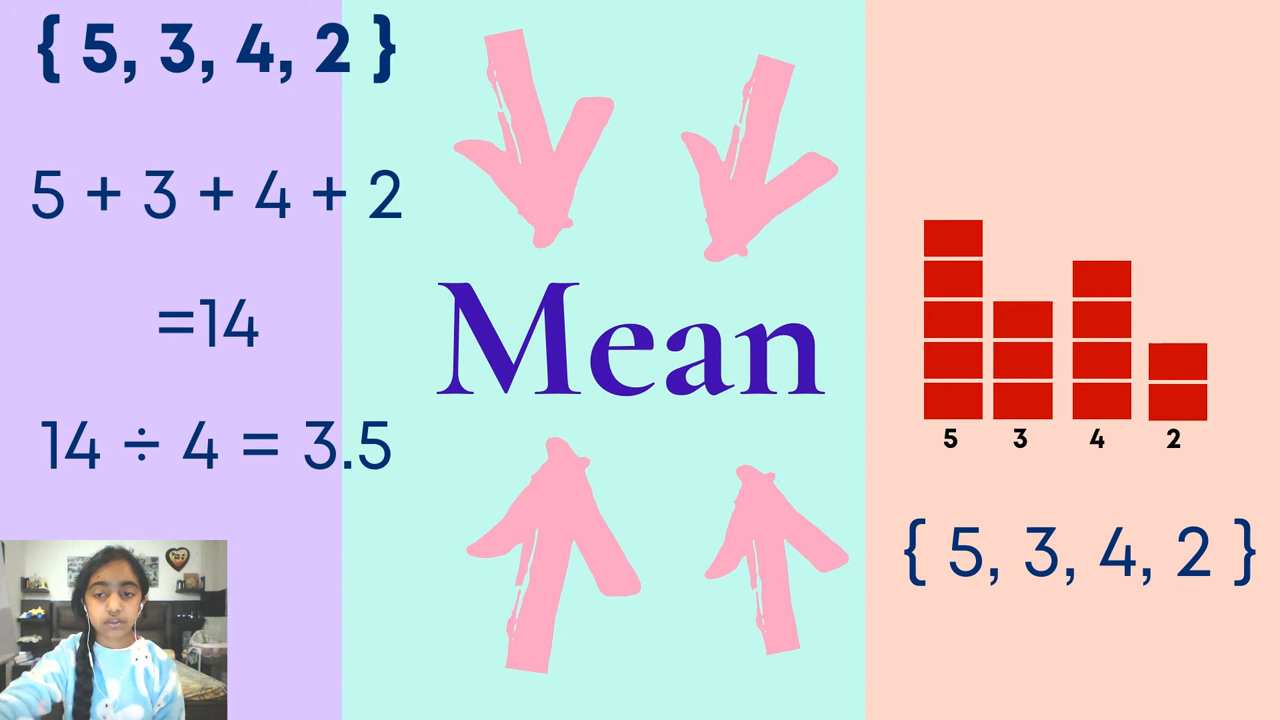 { 5, 3, 4, 2 }
5 + 3 + 4 + 2
=14
14 ÷ 4 = 3.5
Mean
5 3 4 2
{ 5, 3, 4, 2 }